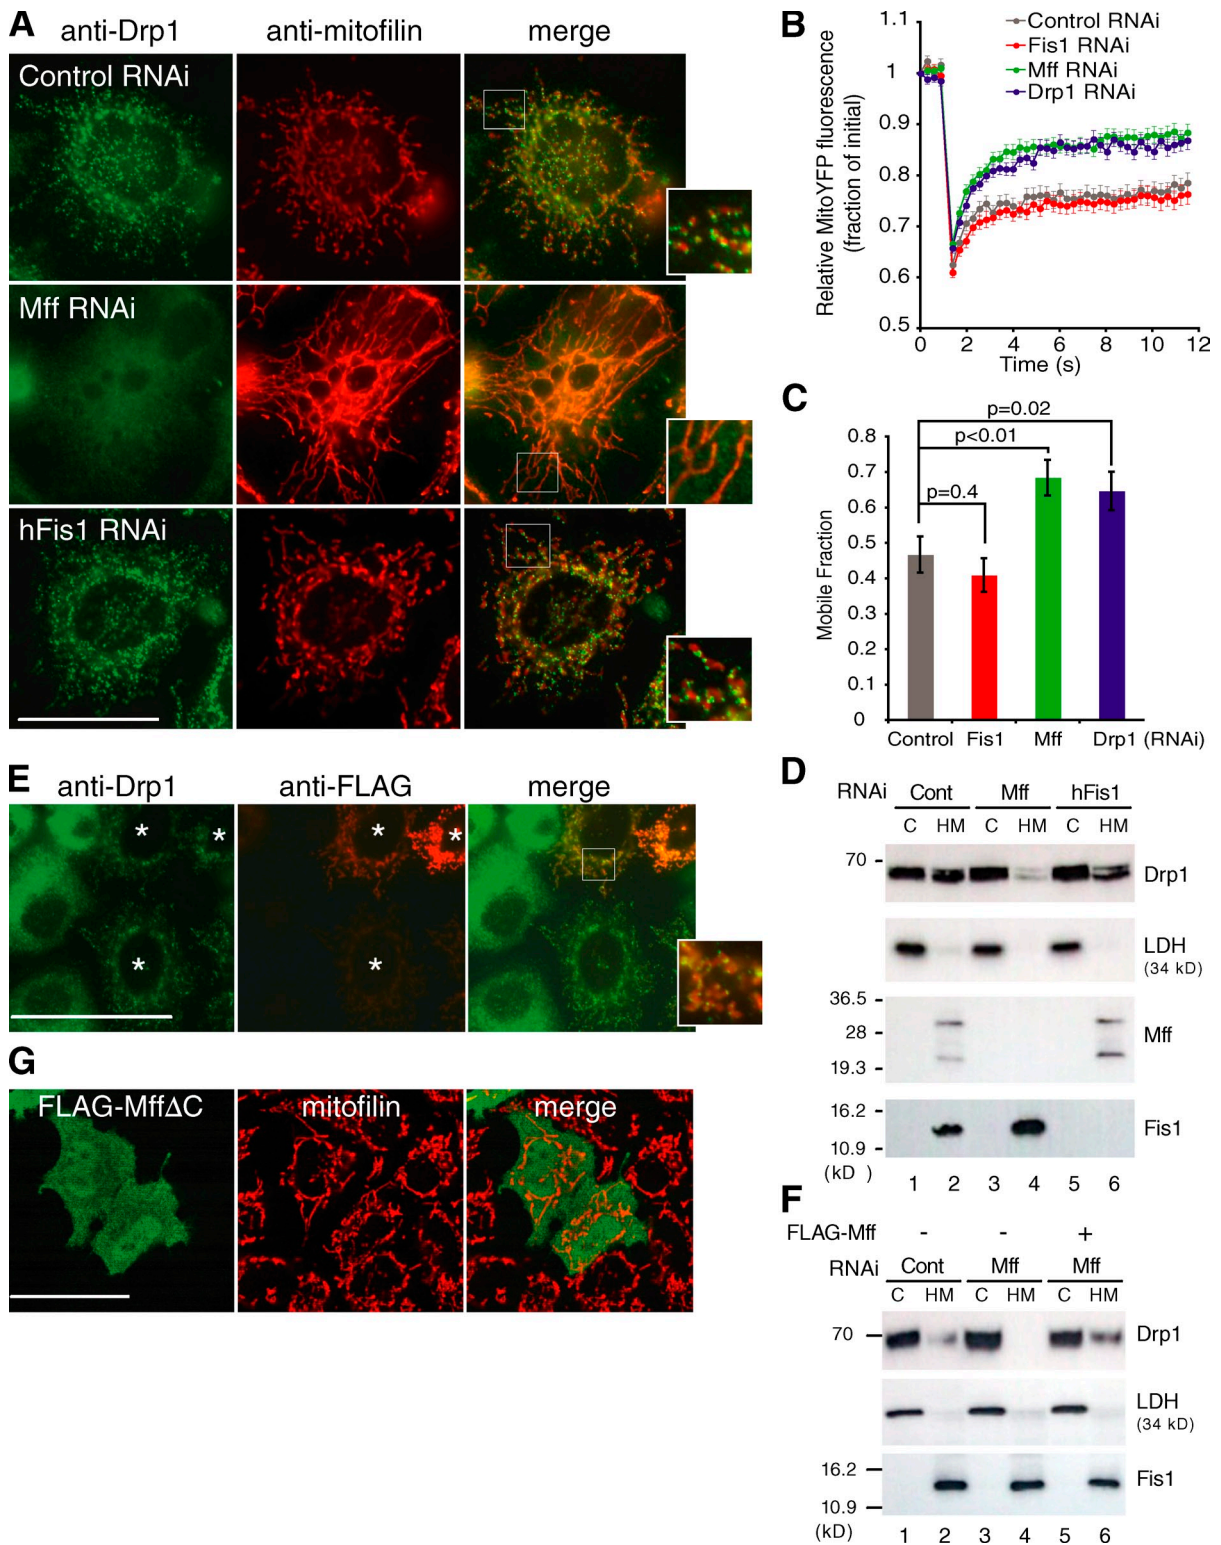 A
anti-Drp1 anti-mitofilin merge
Control RNAi
Mff RNAi
hFis1 RNAi
B
Control RNAi
Fis1 RNAi
Mff RNAi
Drp1 RNAi
Relative MitoYFP fluorescence
(fraction of initial)
1.1
1
0.9
0.8
0.7
0.6
0.5
0 2 4 6 8 10 12
Time (s)
C
p=0.02
p<0.01
p=0.4
Mobile Fraction
0.8
0.7
0.6
0.5
0.4
0.3
0.2
0.1
0
Control Fis1 Mff Drp1 (RNAi)
D
RNAi Cont Mff hFis1
C HM C HM C HM
70
Drp1
LDH
(34 kD)
36.5
28
19.3
Mff
16.2
10.9
Fis1
(kD )
1 2 3 4 5 6
E
anti-Drp1 anti-FLAG merge
* * * *
* *
F
FLAG-Mff - - +
RNAi Cont Mff Mff
C HM C HM C HM
70
Drp1
LDH
(34 kD)
16.2
10.9
Fis1
(kD)
1 2 3 4 5 6
G
FLAG-MffΔC mitofilin merge